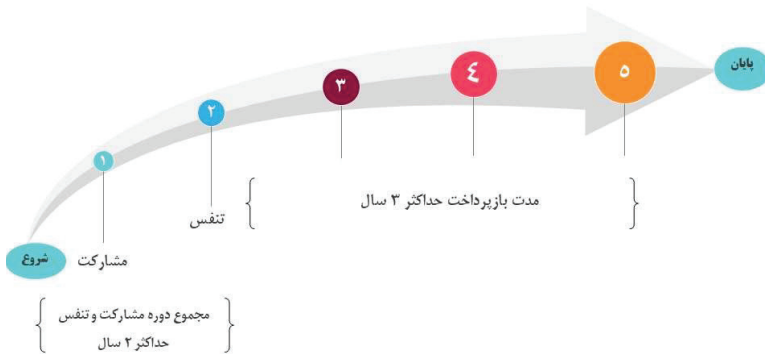 شروع
۱
مشارکت
۲
تنفس
مجموع دوره مشارکت و تنفس
حداکثر ۲ سال
۳
۴
۵
مدت بازپرداخت حداکثر ۳ سال
پایان